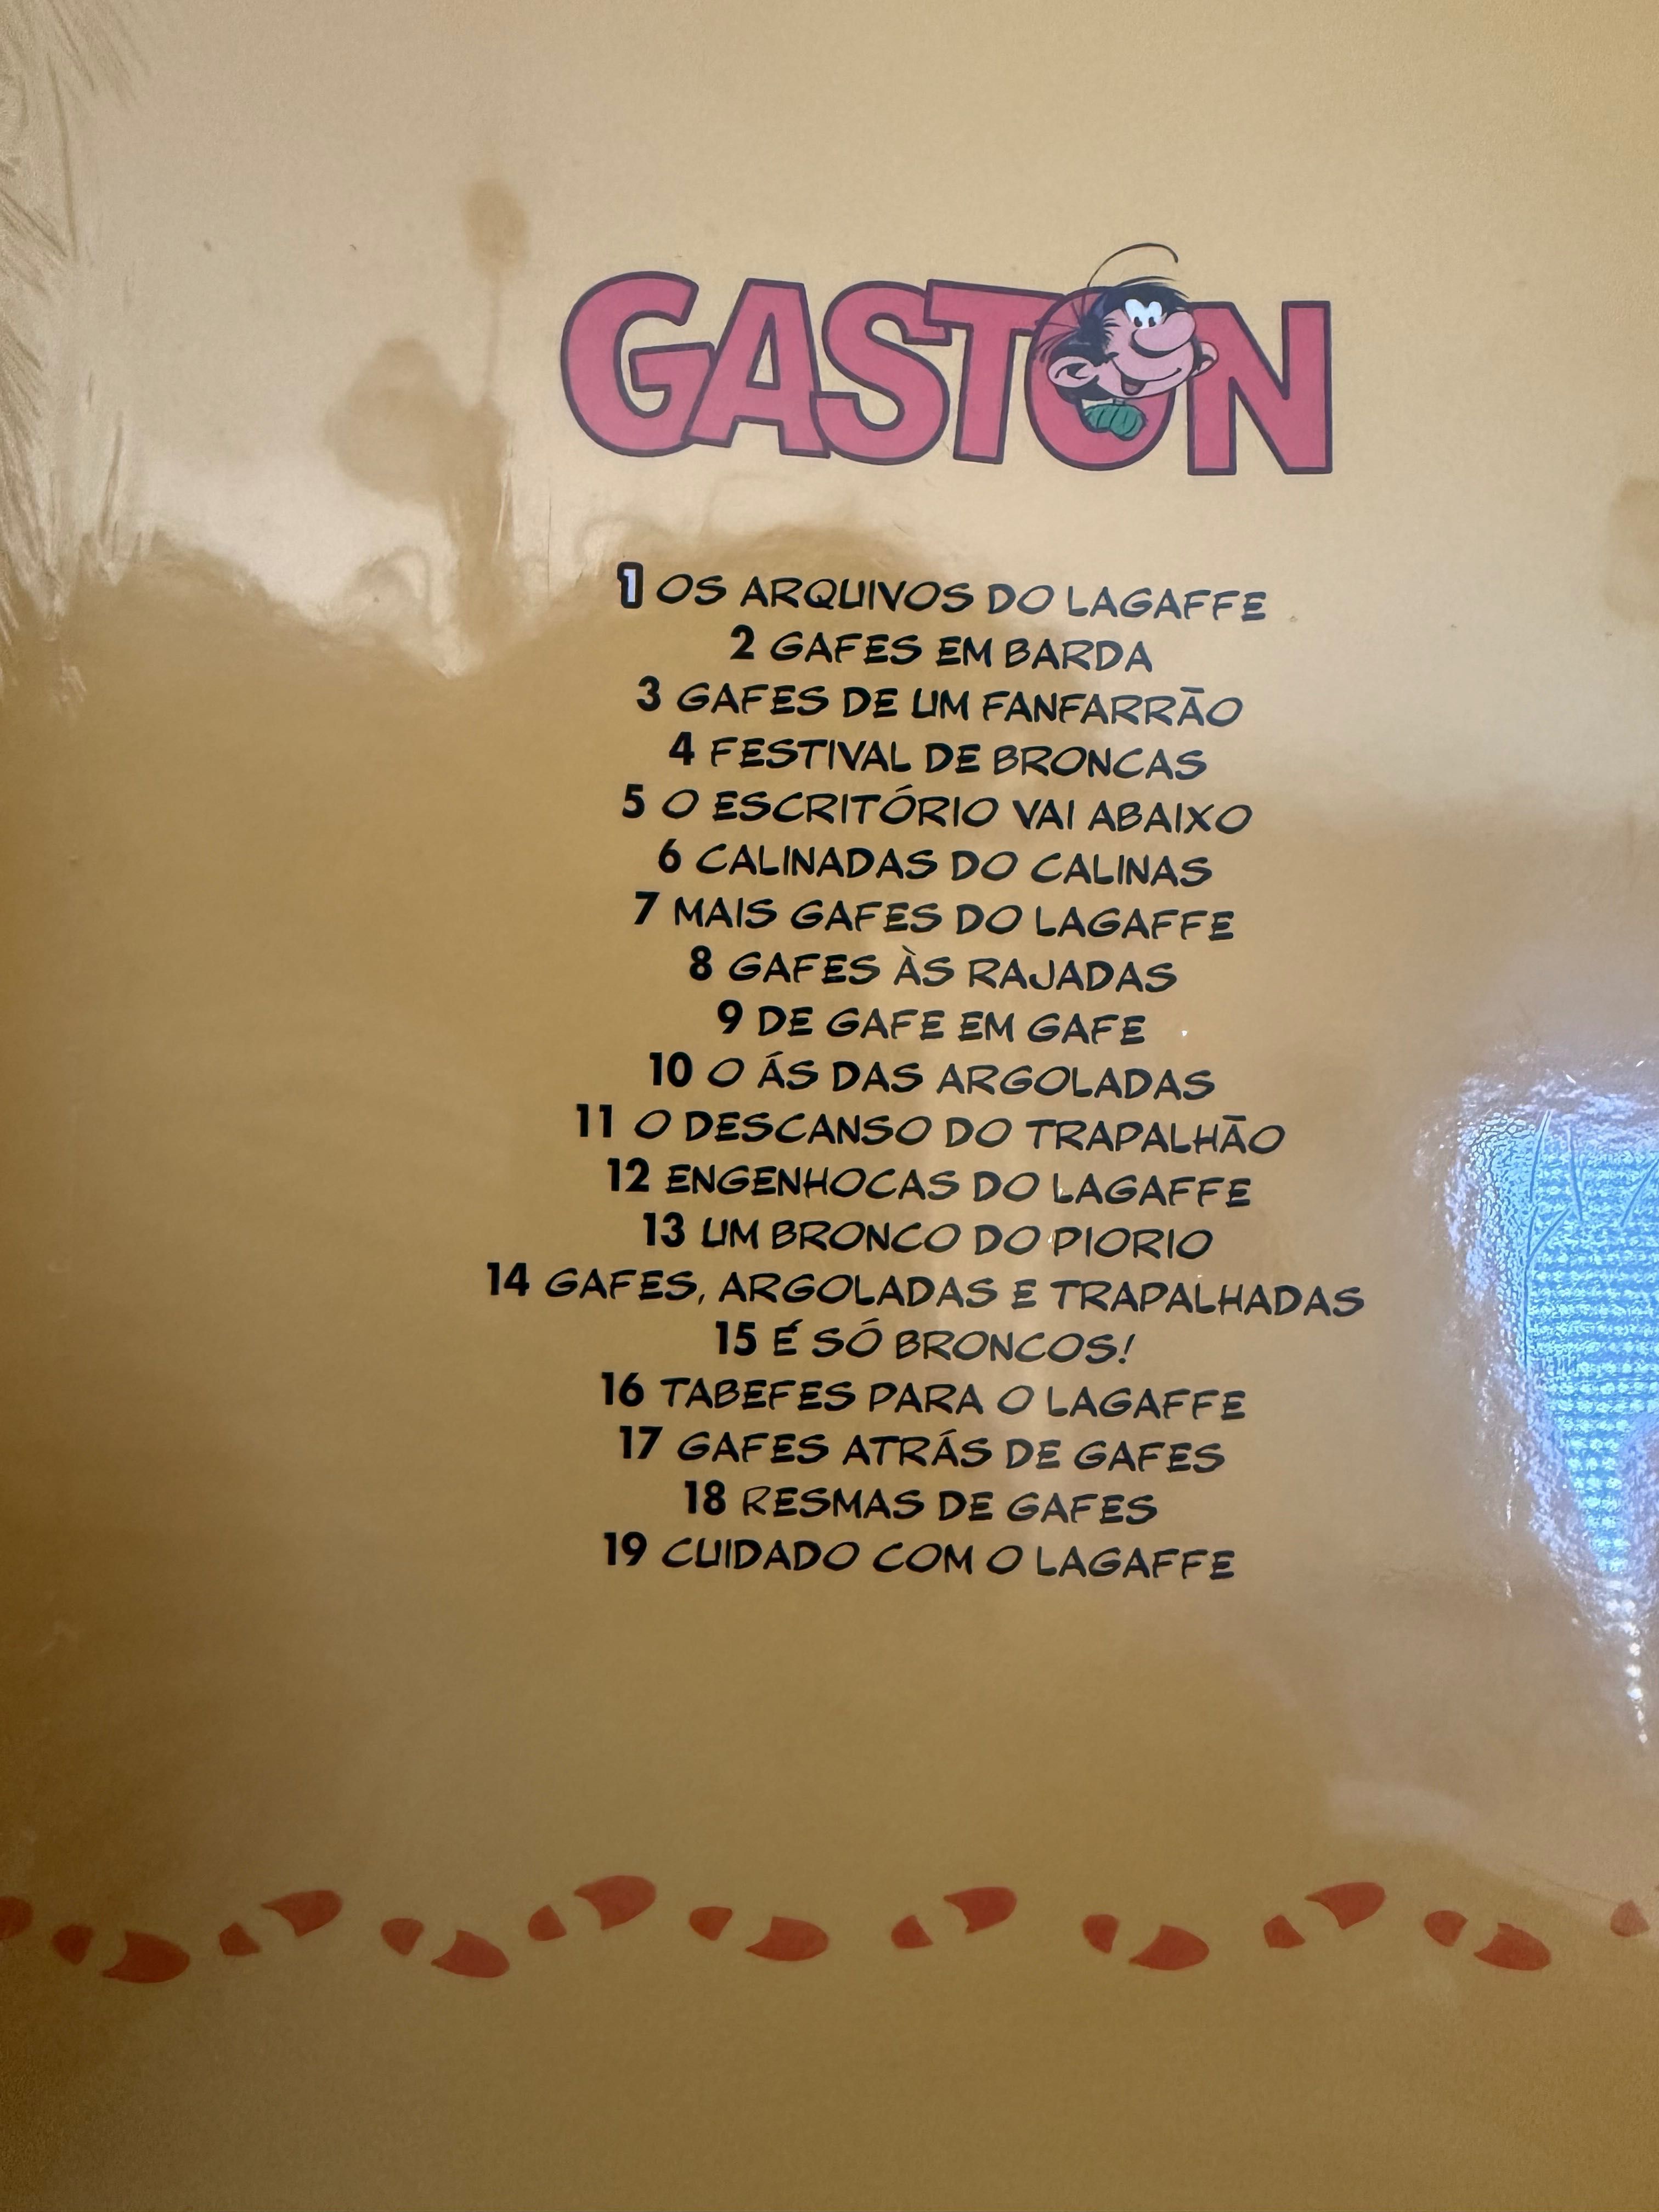 GASTON
1 OS ARQUIVOS DO LAGAFFE
2 GAFES EM BARDA
3 GAFES DE UM FANFARRÃO
4 FESTIVAL DE BRONCAS
5 O ESCRITÓRIO VAI ABAIXO
6 CALINADAS DO CALINAS
7 MAIS GAFES DO LAGAFFE
8 GAFES ÀS RAJADAS
9 DE GAFE EM GAFE
10 O ÁS DAS ARGOLADAS
11 O DESCANSO DO TRAPALHÃO
12 ENGENHOCAS DO LAGAFFE
13 UM BRONCO DO PIORIO
14 GAFES, ARGOLADAS E TRAPALHADAS
15 É SÓ BRONCOS!
16 TABEFES PARA O LAGAFFE
17 GAFES ATRÁS DE GAFES
18 RESMAS DE GAFES
19 CUIDADO COM O LAGAFFE